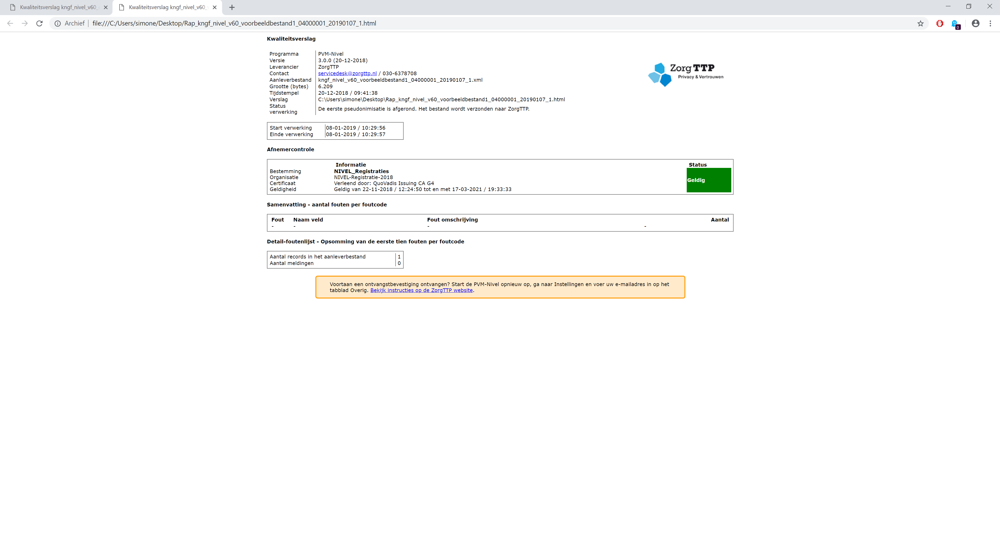 Kwaliteitsverslag kngf_nivel_v60_
Kwaliteitsverslag kngf_nivel_v60_
Archief | file:///C:/Users/simone/Desktop/Rap_kngf_nivel_v60_voorbeeldbestand1_04000001_20190107_1.html
0
Kwaliteitsverslag
Programma PVM-Nivel
Versie 3.0.0 (20-12-2018)
Leverancier ZorgTTP
Contact servicedesk@zorgttp.nl / 030-6378708
Aanleverbestand kngf_nivel_v60_voorbeeldbestand1_04000001_20190107_1.xml
Grootte (bytes) 6.209
Tijdstempel 20-12-2018 / 09:41:38
Verslag C:\Users\simone\Desktop\Rap_kngf_nivel_v60_voorbeeldbestand1_04000001_20190107_1.html
Status verwerking De eerste pseudonimisatie is afgerond. Het bestand wordt verzonden naar ZorgTTP.
Zorg TTP
Privacy & Vertrouwen
Start verwerking 08-01-2019 / 10:29:56
Einde verwerking 08-01-2019 / 10:29:57
Afnemercontrole
Informatie Status
Bestemming NIVEL_Registraties
Organisatie NIVEL-Registratie-2018
Certificaat Verleend door: QuoVadis Issuing CA G4
Geldigheid Geldig van 22-11-2018 / 12:24:50 tot en met 17-03-2021 / 19:33:33
Geldig
Samenvatting - aantal fouten per foutcode
Fout Naam veld Fout omschrijving Aantal
- - - -
Detail-foutenlijst - Opsomming van de eerste tien fouten per foutcode
Aantal records in het aanleverbestand 1
Aantal meldingen 0
Voortaan een ontvangstbevestiging ontvangen? Start de PVM-Nivel opnieuw op, ga naar Instellingen en voer uw e-mailadres in op het
tabblad Overig. Bekijk instructies op de ZorgTTP website.